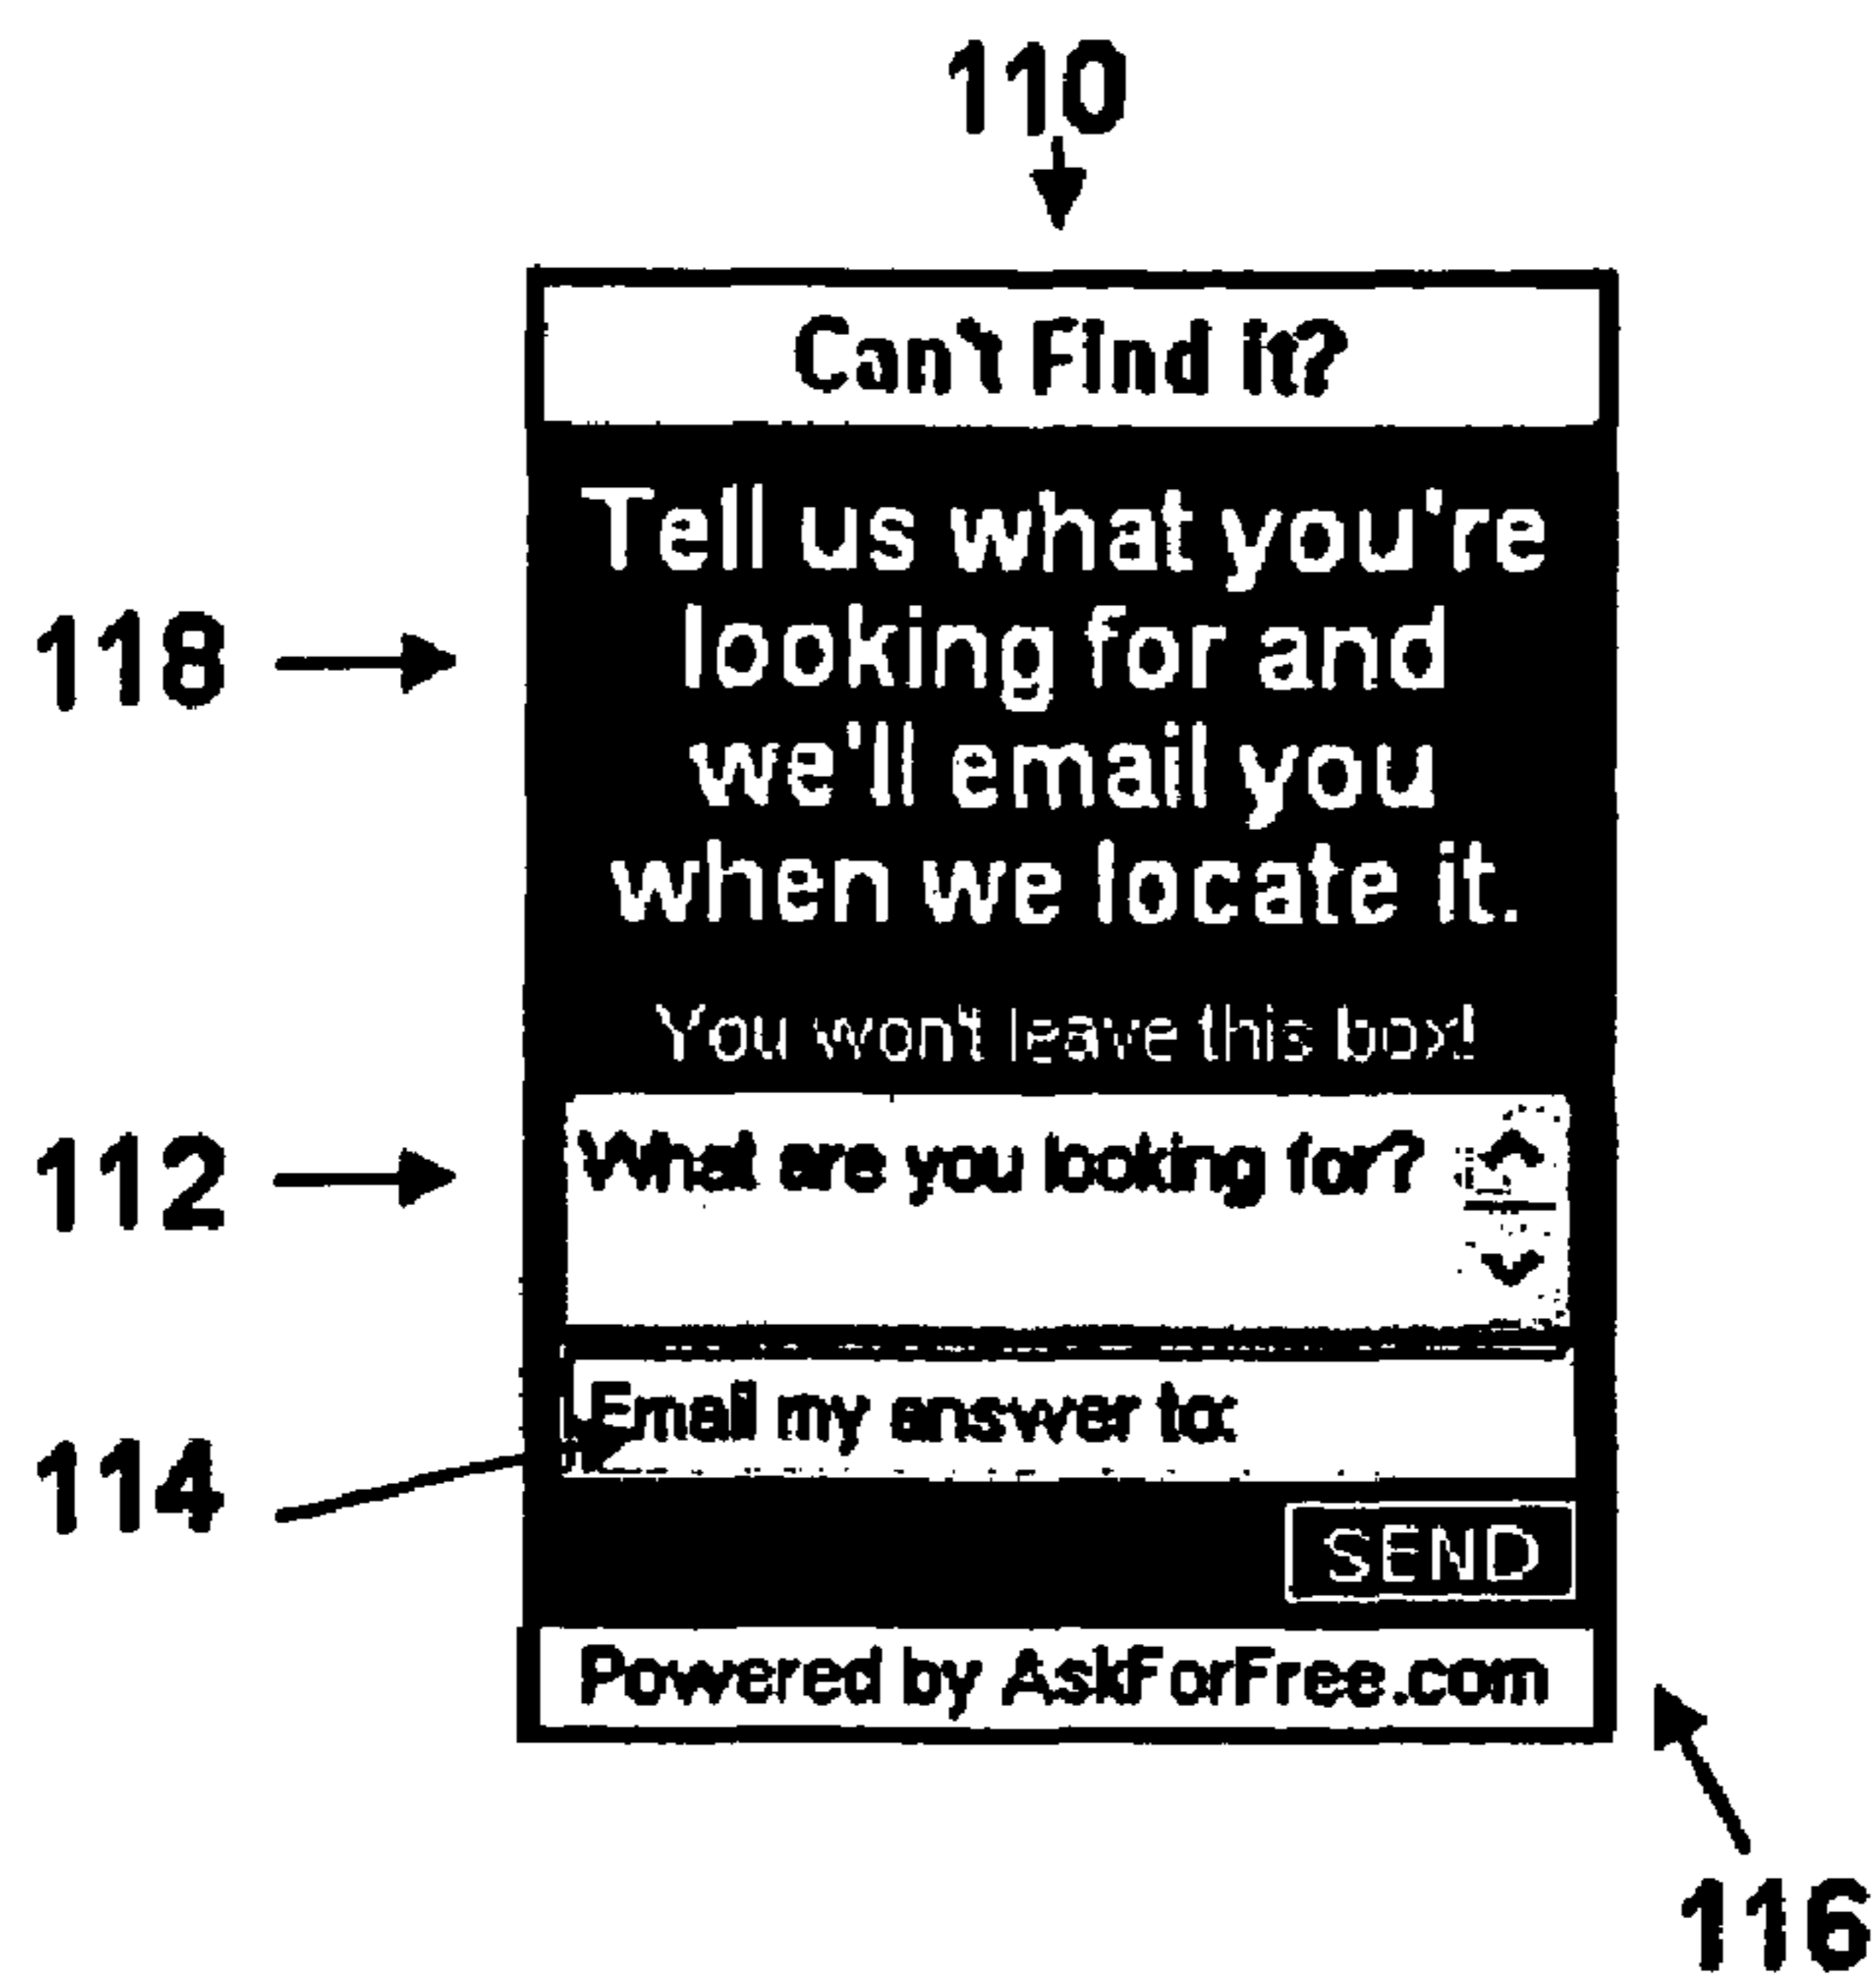 110
Can't Find it?
Tell us what you're
looking for and
118
we'll email you
when we locate it.
You won't leave this box!
112
What are you looking for?
Email my answer to:
114
SEND
Powered by AskForFree.com
116